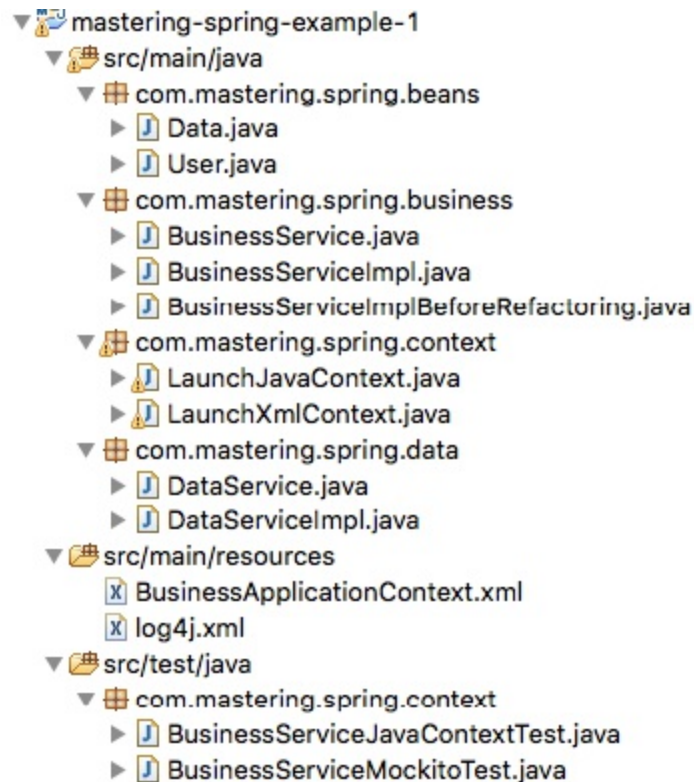 mastering-spring-example-1
src/main/java
com.mastering.spring.beans
Data.java
User.java
com.mastering.spring.business
BusinessService.java
BusinessServiceImpl.java
BusinessServiceImplBeforeRefactoring.java
com.mastering.spring.context
LaunchJavaContext.java
LaunchXmlContext.java
com.mastering.spring.data
DataService.java
DataServiceImpl.java
src/main/resources
BusinessApplicationContext.xml
log4j.xml
src/test/java
com.mastering.spring.context
BusinessServiceJavaContextTest.java
BusinessServiceMockitoTest.java